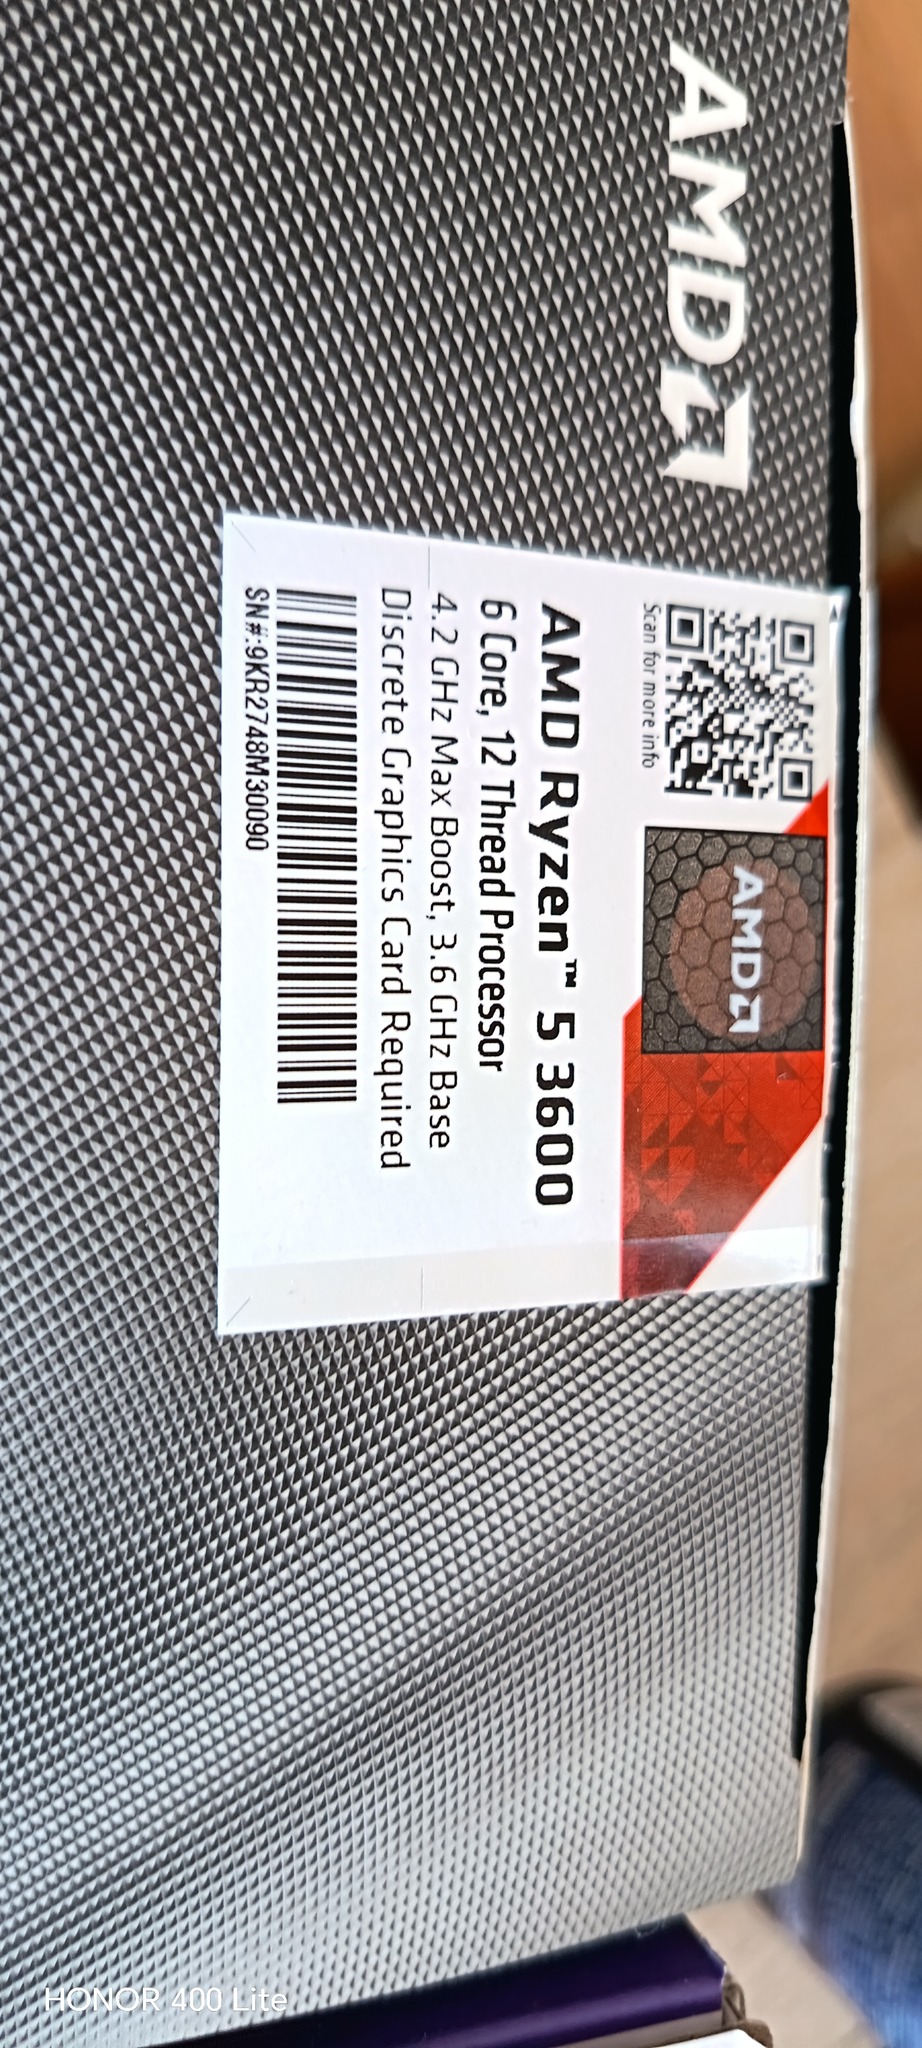 AMD
Scan for more info
AMD
AMD Ryzen™ 5 3600
6 Core, 12 Thread Processor
4.2 GHz Max Boost, 3.6 GHz Base
Discrete Graphics Card Required
SN#:9KR2748M30090
HONOR 400 Lite